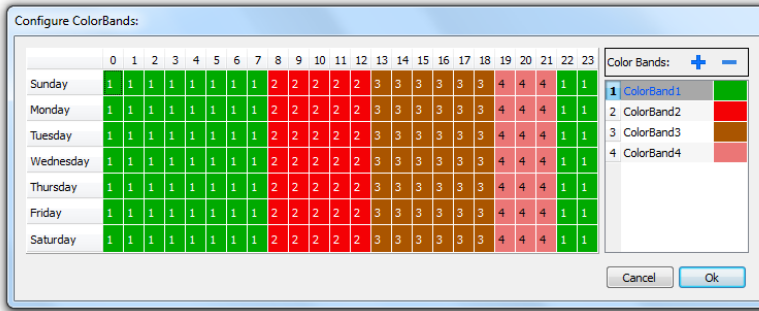 Configure ColorBands:
0 1 2 3 4 5 6 7 8 9 10 11 12 13 14 15 16 17 18 19 20 21 22 23
Sunday 1 1 1 1 1 1 1 1 2 2 2 2 2 3 3 3 3 3 3 4 4 4 1 1
Monday 1 1 1 1 1 1 1 1 2 2 2 2 2 3 3 3 3 3 3 4 4 4 1 1
Tuesday 1 1 1 1 1 1 1 1 2 2 2 2 2 3 3 3 3 3 3 4 4 4 1 1
Wednesday 1 1 1 1 1 1 1 1 2 2 2 2 2 3 3 3 3 3 3 4 4 4 1 1
Thursday 1 1 1 1 1 1 1 1 2 2 2 2 2 3 3 3 3 3 3 4 4 4 1 1
Friday 1 1 1 1 1 1 1 1 2 2 2 2 2 3 3 3 3 3 3 4 4 4 1 1
Saturday 1 1 1 1 1 1 1 1 2 2 2 2 2 3 3 3 3 3 3 4 4 4 1 1
Color Bands:
1 ColorBand1
2 ColorBand2
3 ColorBand3
4 ColorBand4
Cancel Ok